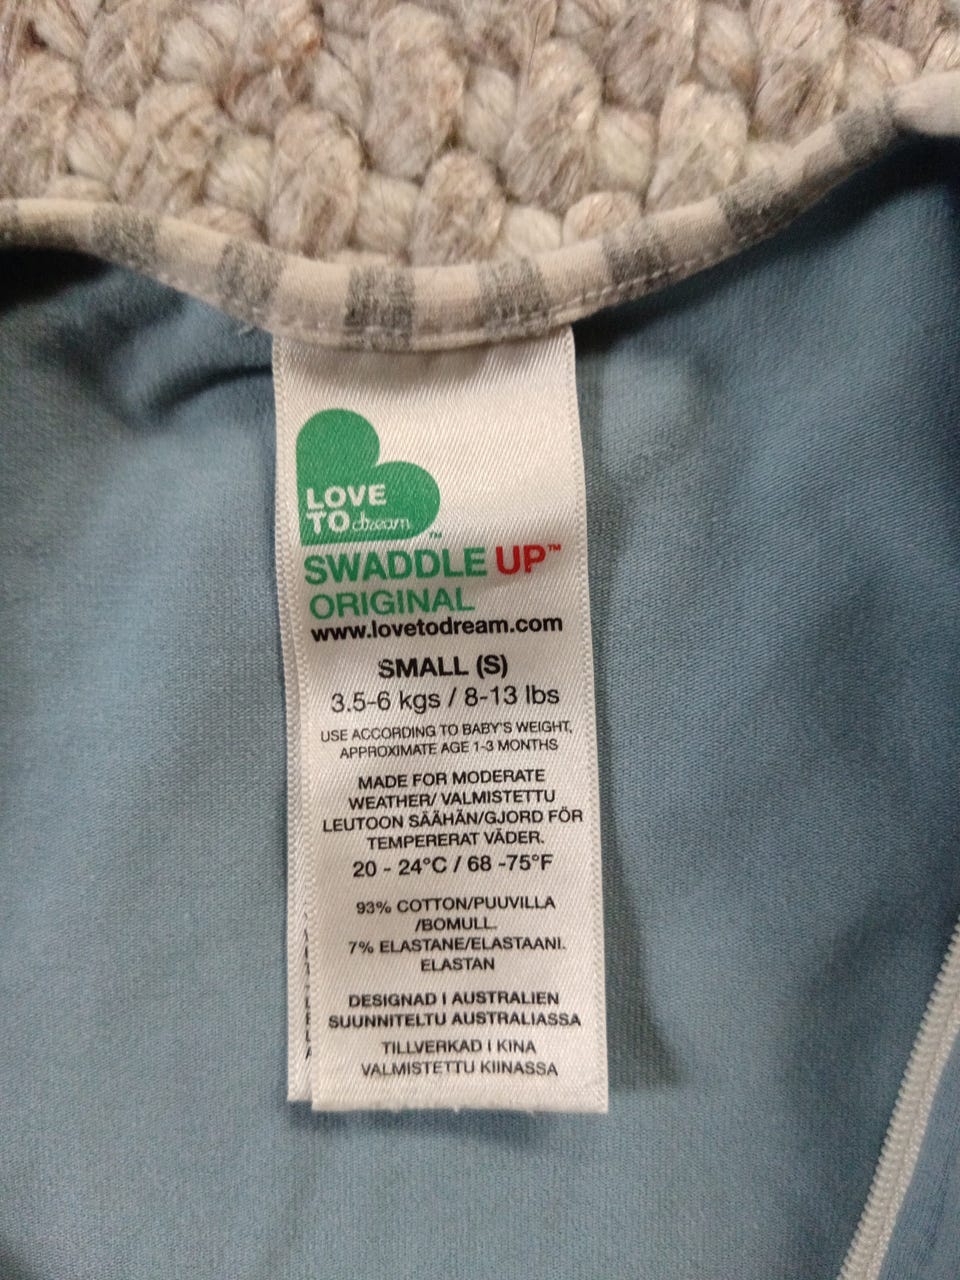 LOVE
TO dream™
SWADDLE UP™
ORIGINAL
www.lovetodream.com
SMALL (S)
3.5-6 kgs / 8-13 lbs
USE ACCORDING TO BABY'S WEIGHT,
APPROXIMATE AGE 1-3 MONTHS
MADE FOR MODERATE
WEATHER/ VALMISTETTU
LEUTOON SÄÄHÄN/GJORD FÖR
TEMPERERAT VÄDER.
20 - 24°C / 68 -75°F
93% COTTON/PUUVILLA
/BOMULL.
7% ELASTANE/ELASTAANI.
ELASTAN
DESIGNAD I AUSTRALIEN
SUUNNITELTU AUSTRALIASSA
TILLVERKAD I KINA
VALMISTETTU KIINASSA